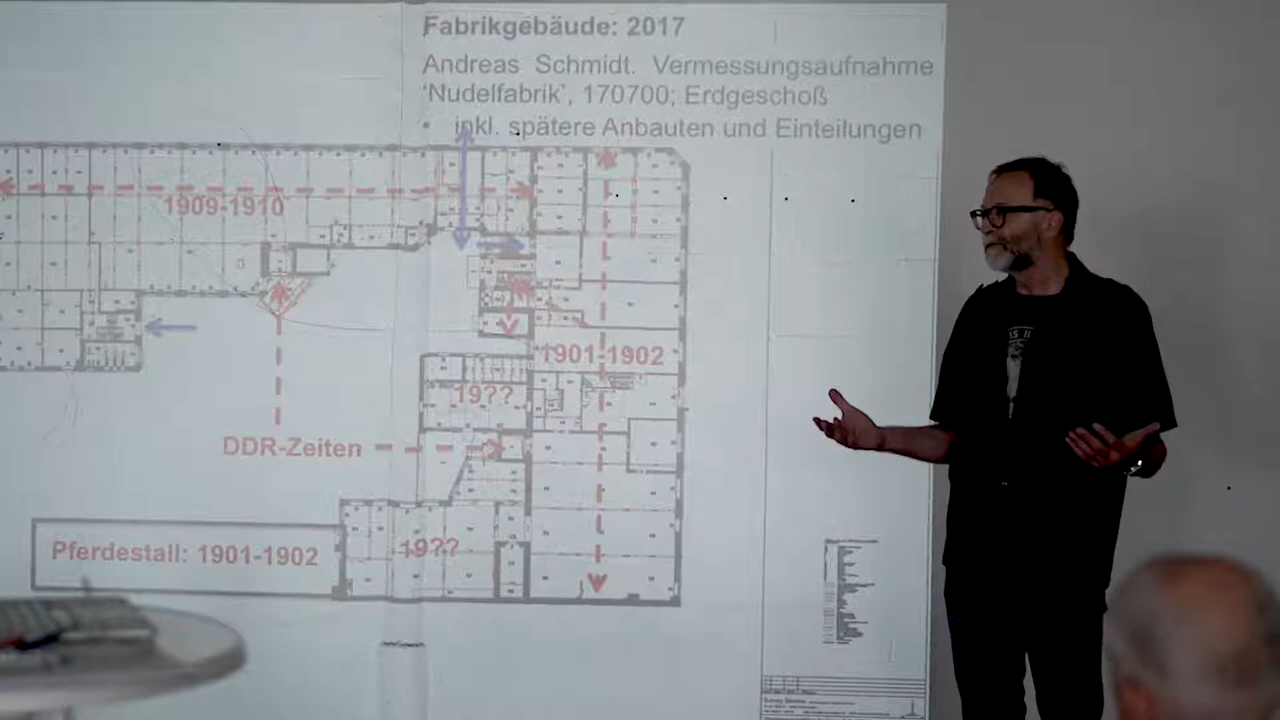 Fabrikgebäude: 2017
Andreas Schmidt. Vermessungsaufnahme
'Nudelfabrik', 170700; Erdgeschoß
• inkl. spätere Anbauten und Einteilungen
1909-1910
1901-1902
19??
DDR-Zeiten
19??
Pferdestall: 1901-1902
IS